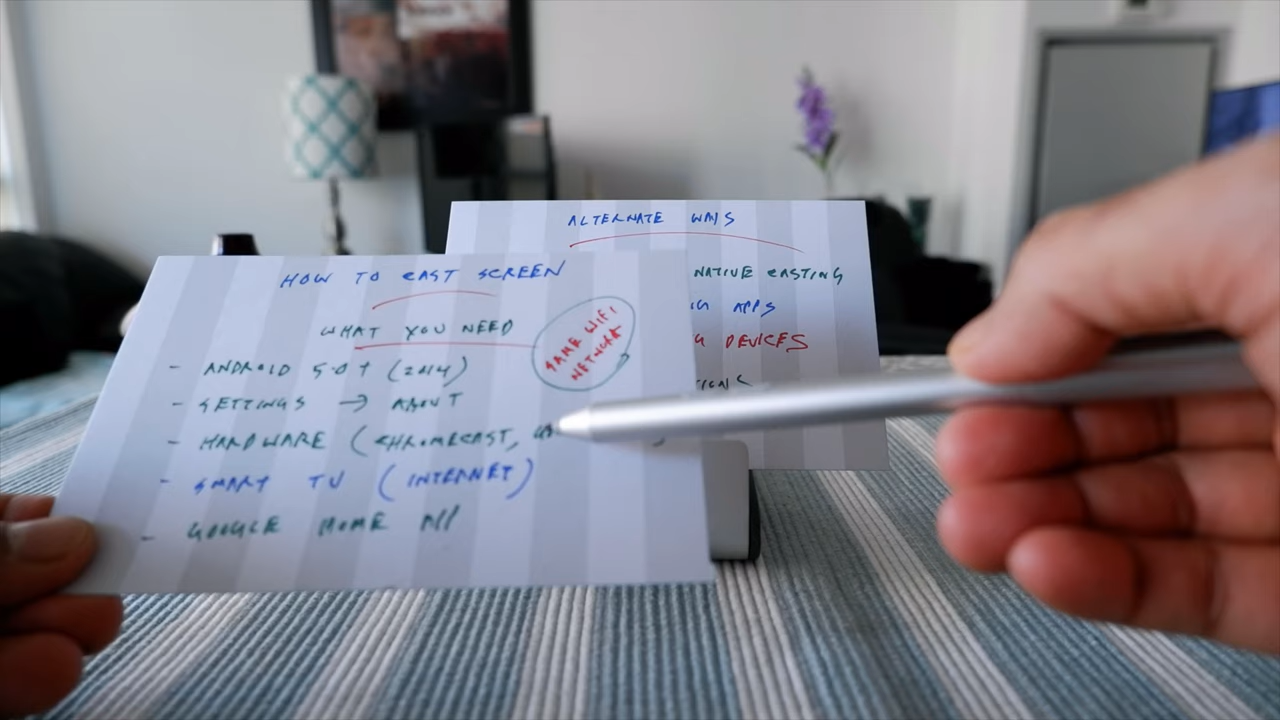 HOW TO CAST SCREEN
WHAT YOU NEED
SAME WIFI
NETWORK
- ANDROID 5.0+ (2014)
- SETTINGS → ABOUT
- HARDWARE (CHROMECAST,
- SMART TV (INTERNET)
- GOOGLE HOME APP
ALTERNATE WAYS
NATIVE CASTING
APPS
DEVICES